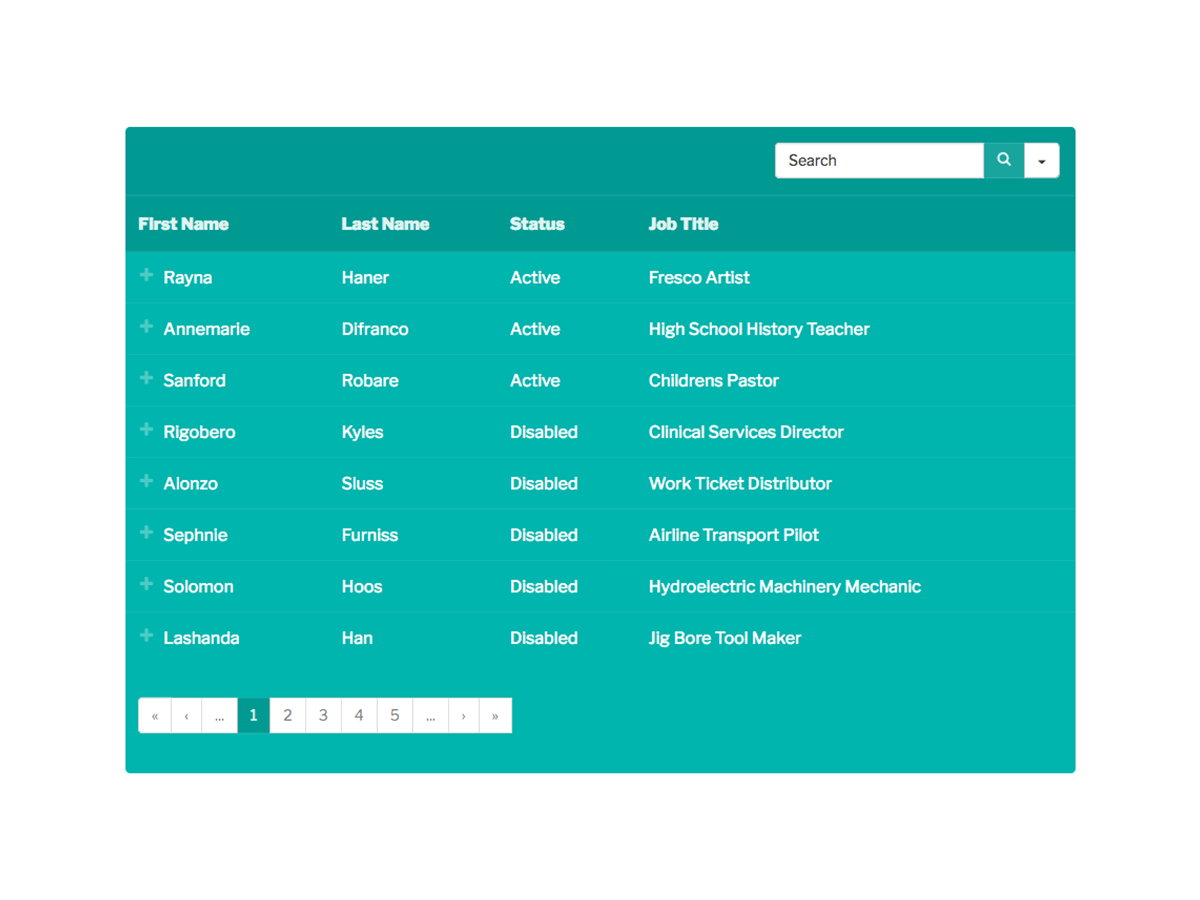 Search
First Name Last Name Status Job Title
+ Rayna Haner Active Fresco Artist
+ Annemarie Difranco Active High School History Teacher
+ Sanford Robare Active Childrens Pastor
+ Rigobero Kyles Disabled Clinical Services Director
+ Alonzo Sluss Disabled Work Ticket Distributor
+ Sephnie Furniss Disabled Airline Transport Pilot
+ Solomon Hoos Disabled Hydroelectric Machinery Mechanic
+ Lashanda Han Disabled Jig Bore Tool Maker
« ‹ ... 1 2 3 4 5 ... › »